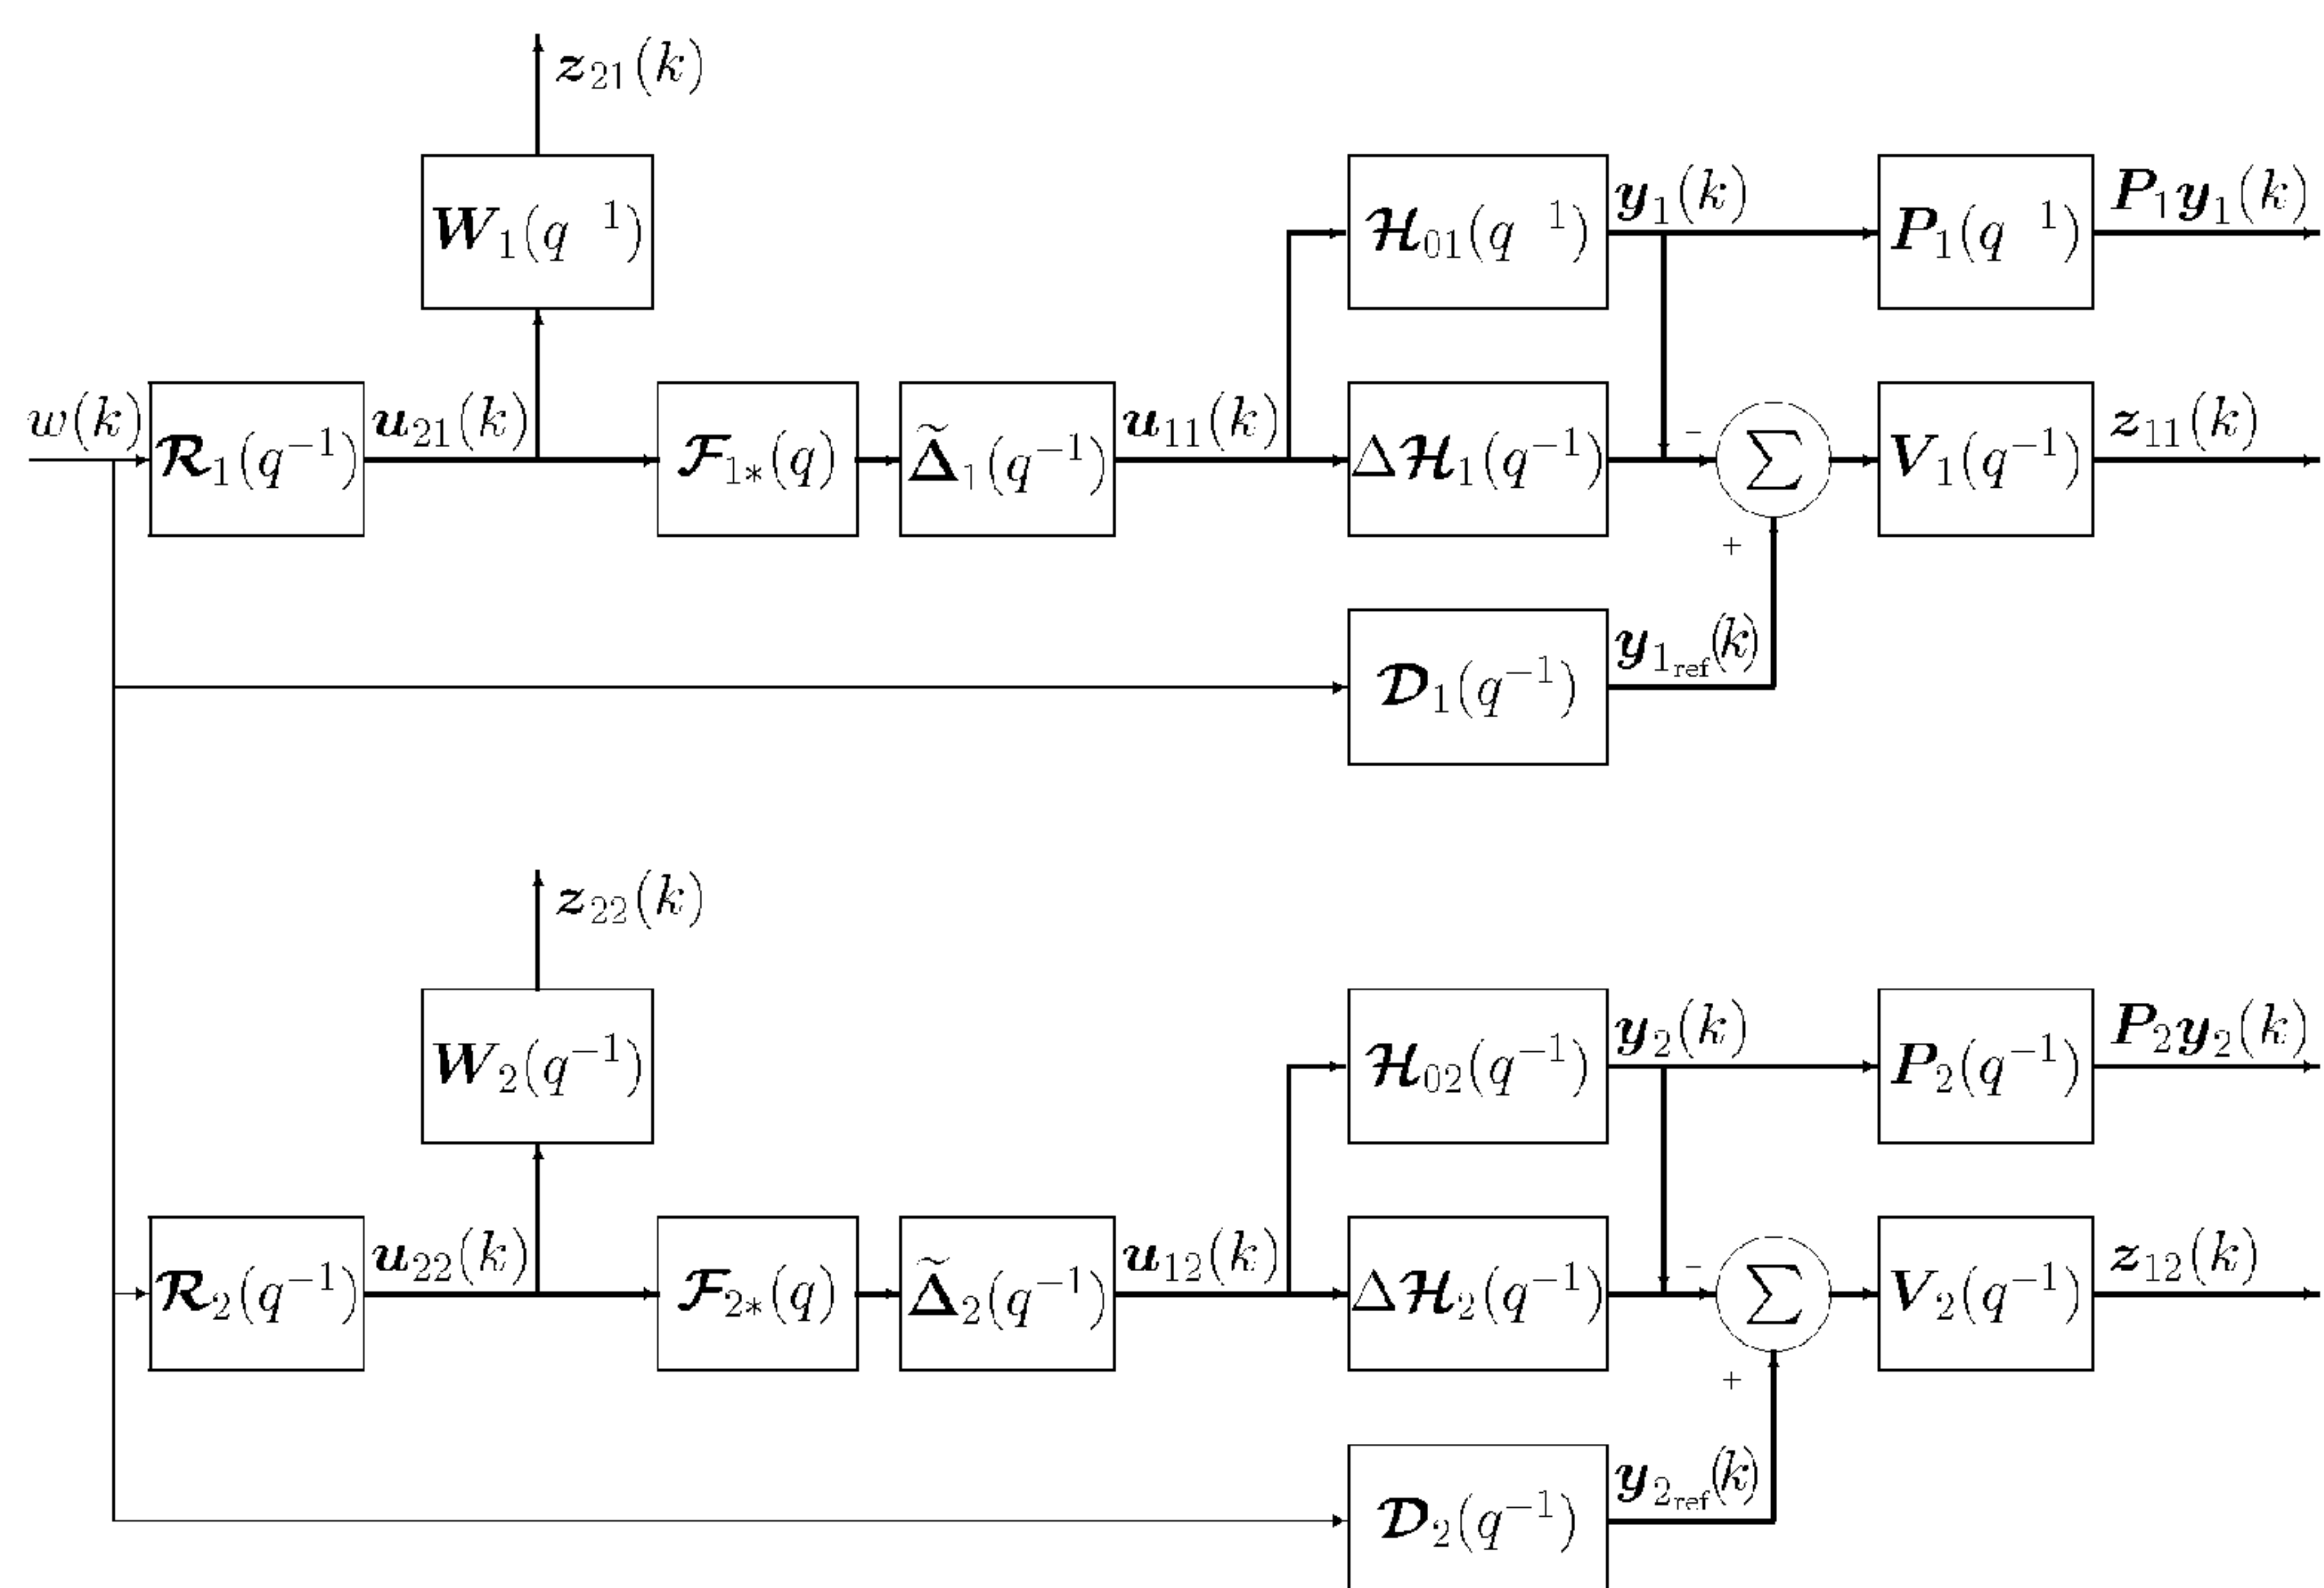 z₂₁(k)
W₁(q 1) H₀₁(q 1) y₁(k) P₁(q 1) P₁y₁(k)
w(k) R₁(q⁻¹) u₂₁(k) F₁*(q) Δ̃₁(q⁻¹) u₁₁(k) ΔH₁(q⁻¹) - Σ V₁(q⁻¹) z₁₁(k)
+
D₁(q⁻¹) y₁ref(k)
z₂₂(k)
W₂(q⁻¹) H₀₂(q⁻¹) y₂(k) P₂(q⁻¹) P₂y₂(k)
R₂(q⁻¹) u₂₂(k) F₂*(q) Δ̃₂(q⁻¹) u₁₂(k) ΔH₂(q⁻¹) - Σ V₂(q⁻¹) z₁₂(k)
+
D₂(q⁻¹) y₂ref(k)